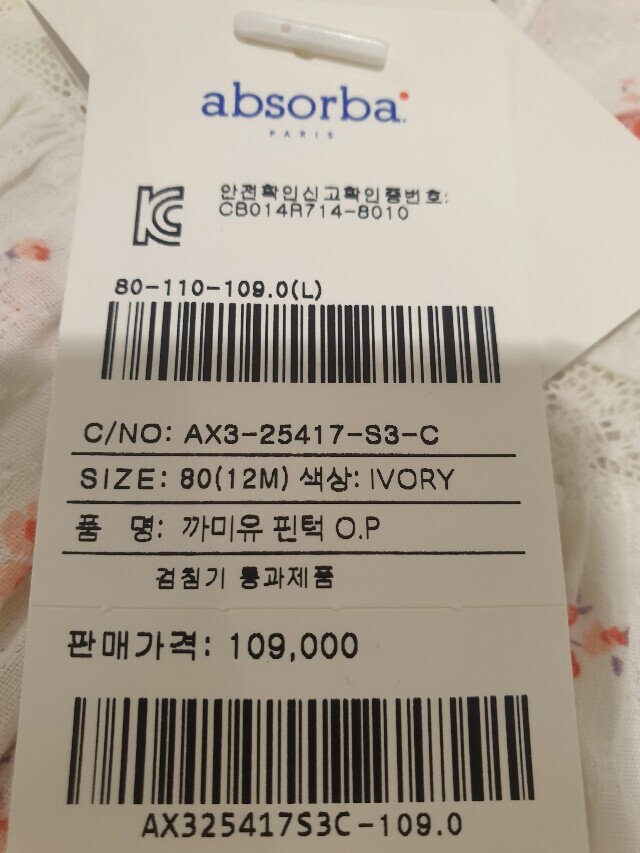 absorba
PARIS
안전확인신고확인증번호:
CB014R714-8010
80-110-109.0(L)
C/NO: AX3-25417-S3-C
SIZE: 80(12M) 색상: IVORY
품 명: 까미유 핀턱 O.P
검침기 통과제품
판매가격: 109,000
AX325417S3C-109.0